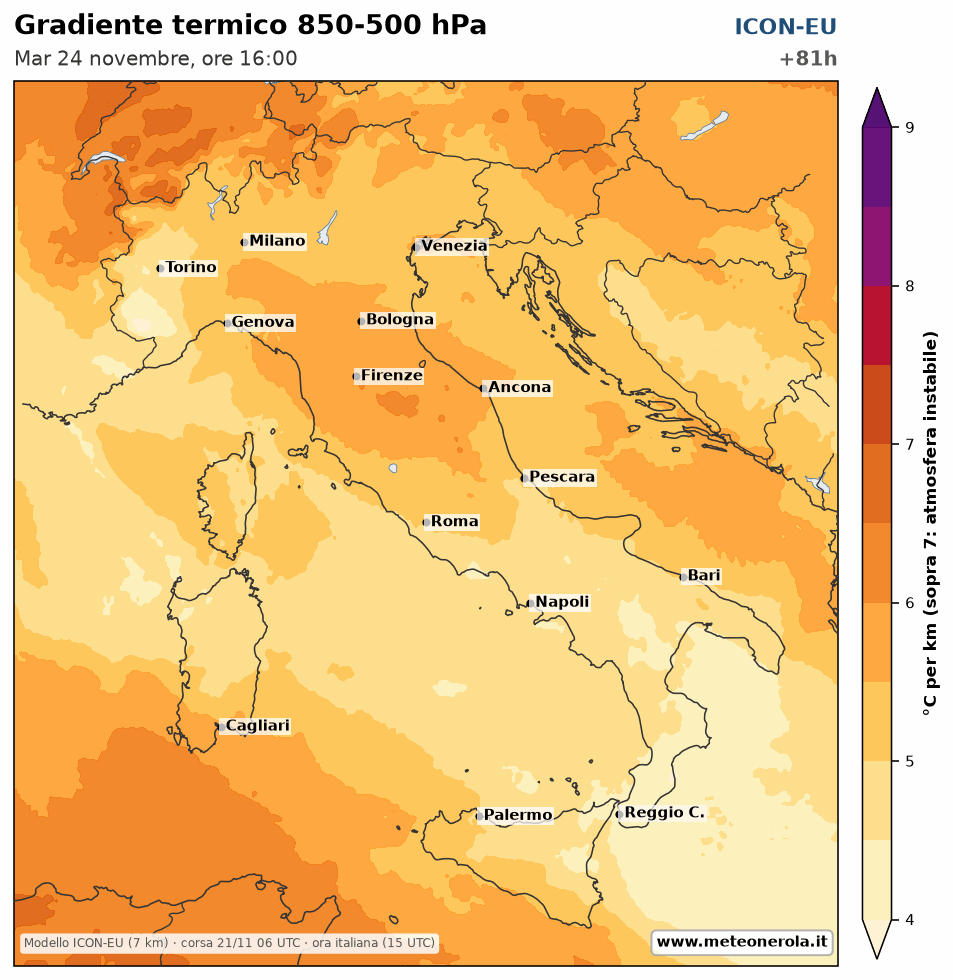 Gradiente termico 850-500 hPa
ICON-EU
Mar 24 novembre, ore 16:00
+81h
Milano
Venezia
Torino
Genova
Bologna
Firenze
Ancona
Pescara
Roma
Bari
Napoli
Cagliari
Palermo
Reggio C.
9
8
7
6
5
4
°C per km (sopra 7: atmosfera instabile)
Modello ICON-EU (7 km) · corsa 21/11 06 UTC · ora italiana (15 UTC)
www.meteonerola.it